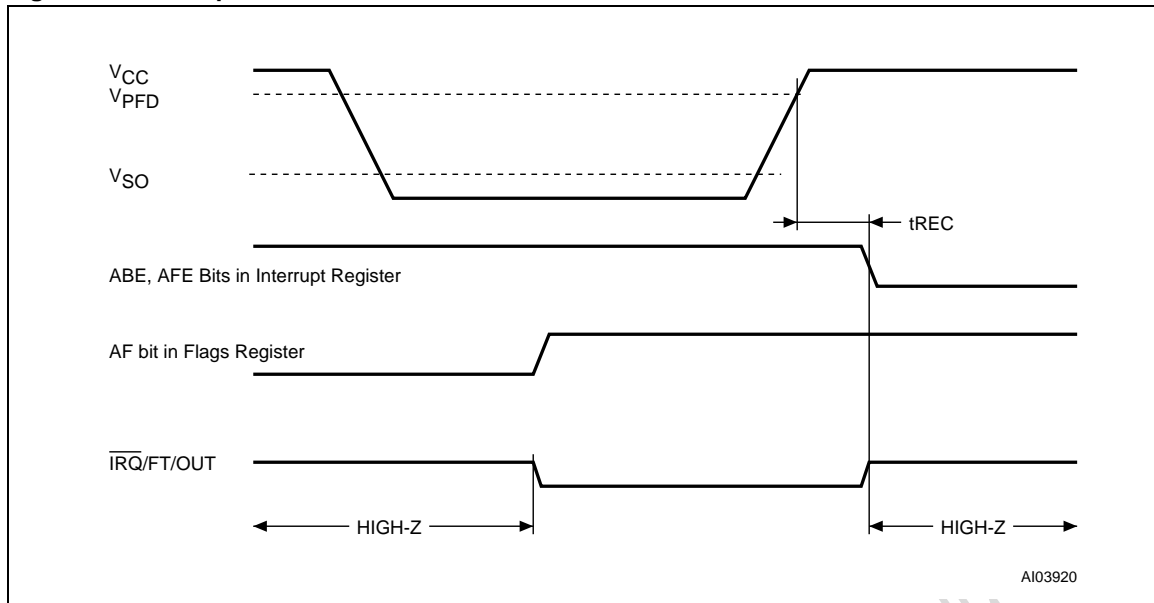 VCC
VPFD
VSO
tREC
ABE, AFE Bits in Interrupt Register
AF bit in Flags Register
IRQ/FT/OUT
HIGH-Z
HIGH-Z
AI03920